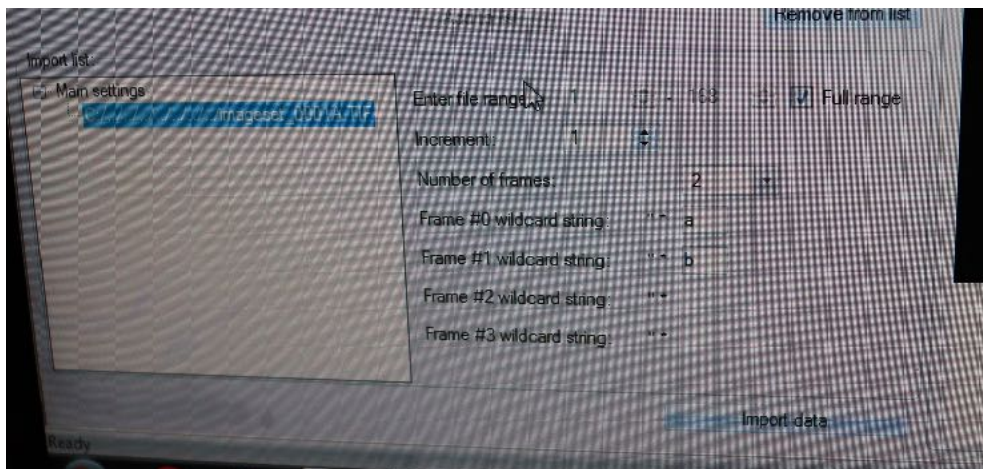 Remove from list
Import list:
Main settings
imageset_0001A.TIF
Enter file range: 1 - 163 Full range
Increment: 1
Number of frames: 2
Frame #0 wildcard string: "* a
Frame #1 wildcard string: "* b
Frame #2 wildcard string: "*
Frame #3 wildcard string: "*
Import data
Ready